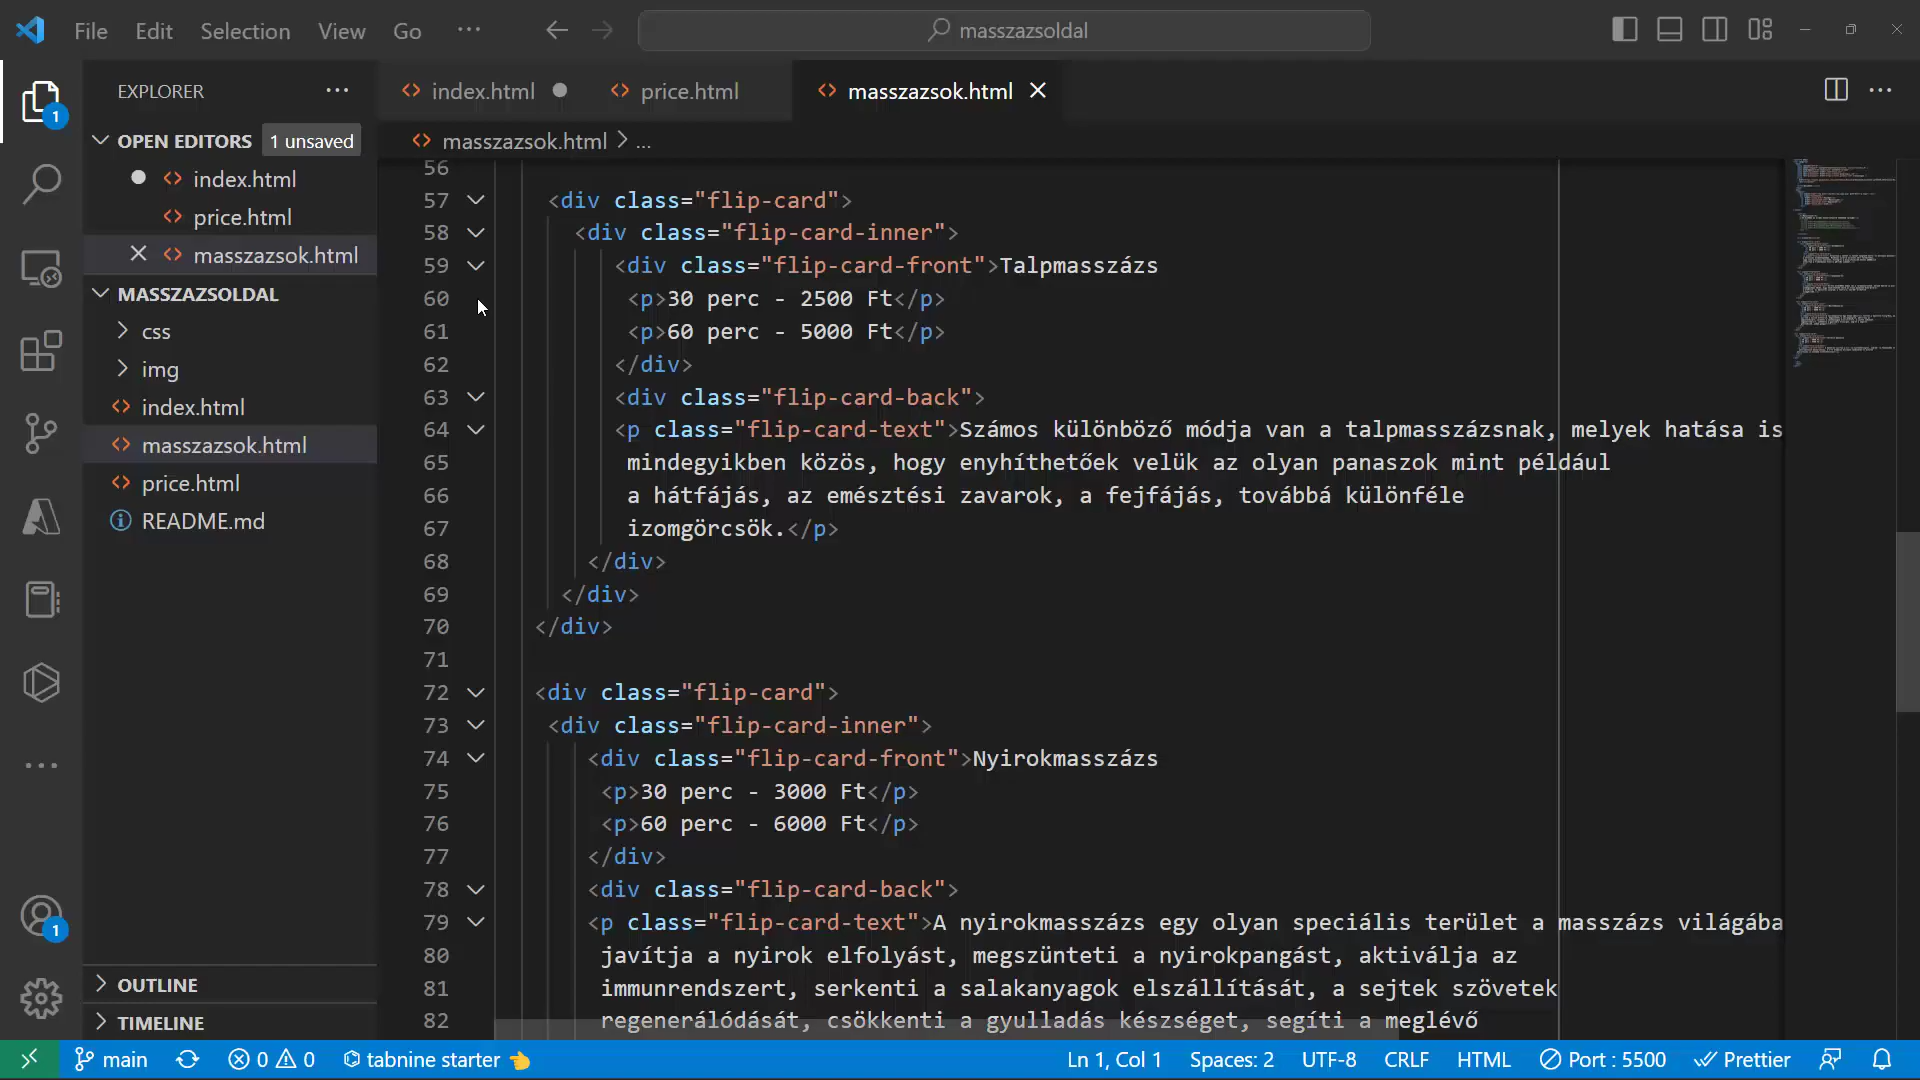 File Edit Selection View Go ... masszazsoldal
EXPLORER ...
index.html price.html masszazsok.html
OPEN EDITORS 1 unsaved
masszazsok.html > ...
index.html
price.html
masszazsok.html
MASSZAZSOLDAL
css
img
index.html
masszazsok.html
price.html
README.md
OUTLINE
TIMELINE
56
57 <div class="flip-card">
58 <div class="flip-card-inner">
59 <div class="flip-card-front">Talpmasszázs
60 <p>30 perc - 2500 Ft</p>
61 <p>60 perc - 5000 Ft</p>
62 </div>
63 <div class="flip-card-back">
64 <p class="flip-card-text">Számos különböző módja van a talpmasszázsnak, melyek hatása is
65 mindegyikben közös, hogy enyhíthetőek velük az olyan panaszok mint például
66 a hátfájás, az emésztési zavarok, a fejfájás, továbbá különféle
67 izomgörcsök.</p>
68 </div>
69 </div>
70 </div>
71
72 <div class="flip-card">
73 <div class="flip-card-inner">
74 <div class="flip-card-front">Nyirokmasszázs
75 <p>30 perc - 3000 Ft</p>
76 <p>60 perc - 6000 Ft</p>
77 </div>
78 <div class="flip-card-back">
79 <p class="flip-card-text">A nyirokmasszázs egy olyan speciális terület a masszázs világába
80 javítja a nyirok elfolyást, megszünteti a nyirokpangást, aktiválja az
81 immunrendszert, serkenti a salakanyagok elszállítását, a sejtek szövetek
82 regenerálódását, csökkenti a gyulladás készséget, segíti a meglévő
1
1
main 0 0 tabnine starter 👈 Ln 1, Col 1 Spaces: 2 UTF-8 CRLF HTML Port : 5500 Prettier